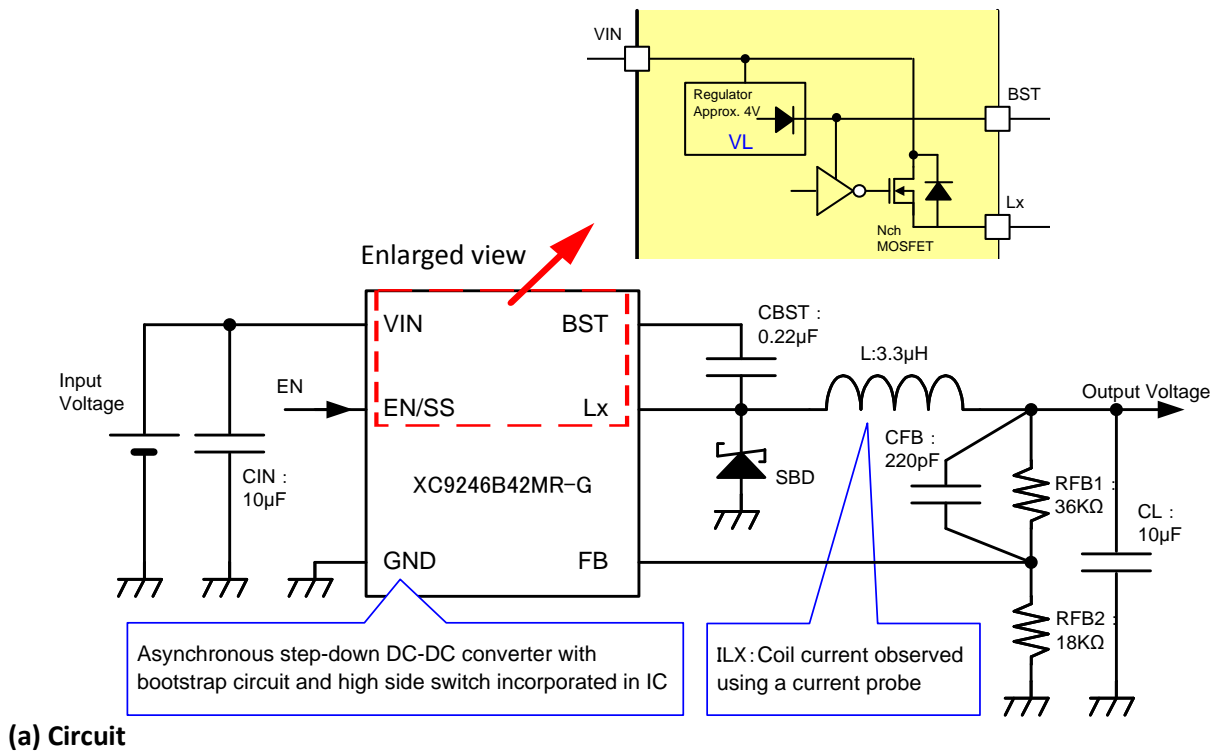 VIN
Regulator
Approx. 4V
VL
BST
Lx
Nch
MOSFET
Enlarged view
VIN
BST
CBST：
0.22µF
L:3.3µH
Input
Voltage
EN
EN/SS
Lx
Output Voltage
CIN：
10µF
XC9246B42MR-G
SBD
CFB：
220pF
RFB1：
36KΩ
CL：
10µF
GND
FB
RFB2：
18KΩ
Asynchronous step-down DC-DC converter with
bootstrap circuit and high side switch incorporated in IC
ILX：Coil current observed
using a current probe
(a) Circuit